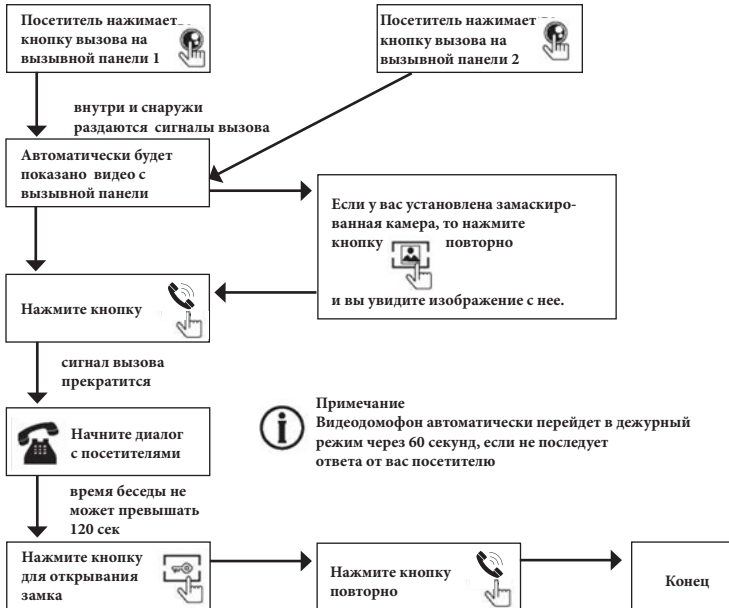 Посетитель нажимает
кнопку вызова на
вызывной панели 1
Посетитель нажимает
кнопку вызова на
вызывной панели 2
внутри и снаружи
раздаются сигналы вызова
Автоматически будет
показано видео с
вызывной панели
Если у вас установлена замаскиро-
ванная камера, то нажмите
кнопку повторно
и вы увидите изображение с нее.
Нажмите кнопку
сигнал вызова
прекратится
Начните диалог
с посетителями
Примечание
Видеодомофон автоматически перейдет в дежурный
режим через 60 секунд, если не последует
ответа от вас посетителю
время беседы не
может превышать
120 сек
Нажмите кнопку
для открывания
замка
Нажмите кнопку
повторно
Конец